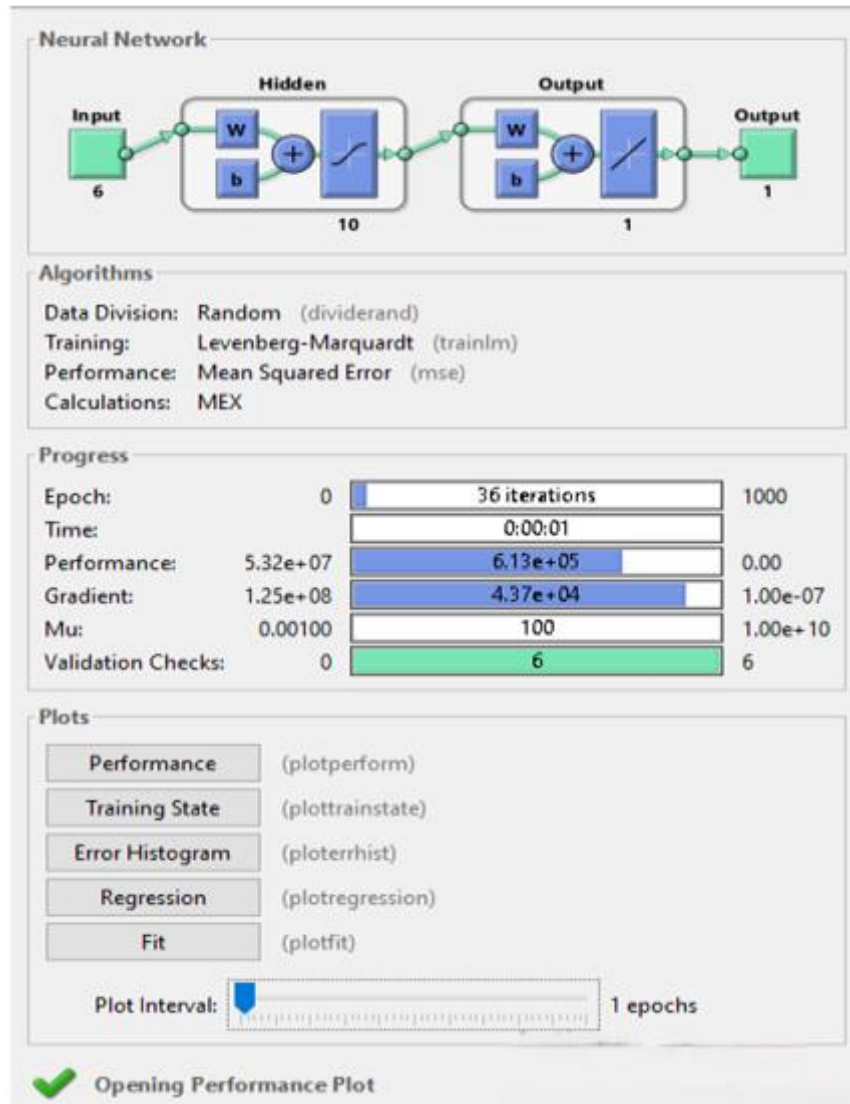 Neural Network
Hidden
Output
Input
Output
W
W
+
+
b
b
6
10
1
1
Algorithms
Data Division: Random (dividerand)
Training: Levenberg-Marquardt (trainlm)
Performance: Mean Squared Error (mse)
Calculations: MEX
Progress
Epoch: 0 36 iterations 1000
Time: 0:00:01
Performance: 5.32e+07 6.13e+05 0.00
Gradient: 1.25e+08 4.37e+04 1.00e-07
Mu: 0.00100 100 1.00e+10
Validation Checks: 0 6 6
Plots
Performance (plotperform)
Training State (plottrainstate)
Error Histogram (ploterrhist)
Regression (plotregression)
Fit (plotfit)
Plot Interval: 1 epochs
Opening Performance Plot